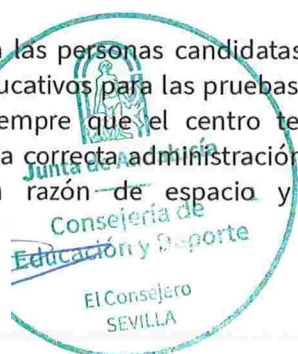 las personas candidatas
ucativos para las pruebas
empre que el centro te
a correcta administración
Junta de Andalucía
razón de espacio y
Consejería de
Educación y Deporte
El Consejero
SEVILLA